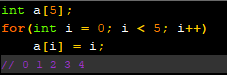 int a[5];
for(int i = 0; i < 5; i++)
    a[i] = i;
// 0 1 2 3 4